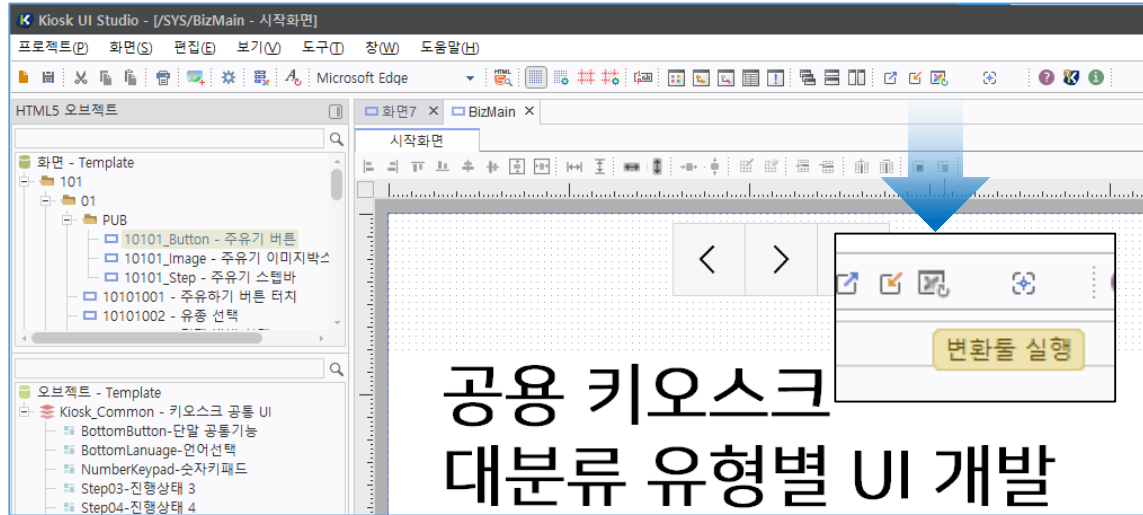 Kiosk UI Studio - [/SYS/BizMain - 시작화면]
프로젝트(P) 화면(S) 편집(E) 보기(V) 도구(T) 창(W) 도움말(H)
Microsoft Edge
HTML5 오브젝트
화면 - Template
101
01
PUB
10101_Button - 주유기 버튼
10101_Image - 주유기 이미지박스
10101_Step - 주유기 스텝바
10101001 - 주유하기 버튼 터치
10101002 - 유종 선택
오브젝트 - Template
Kiosk_Common - 키오스크 공통 UI
BottomButton-단말 공통기능
BottomLanuage-언어선택
NumberKeypad-숫자키패드
Step03-진행상태 3
Step04-진행상태 4
화면7 BizMain
시작화면
변환툴 실행
공용 키오스크
대분류 유형별 UI 개발